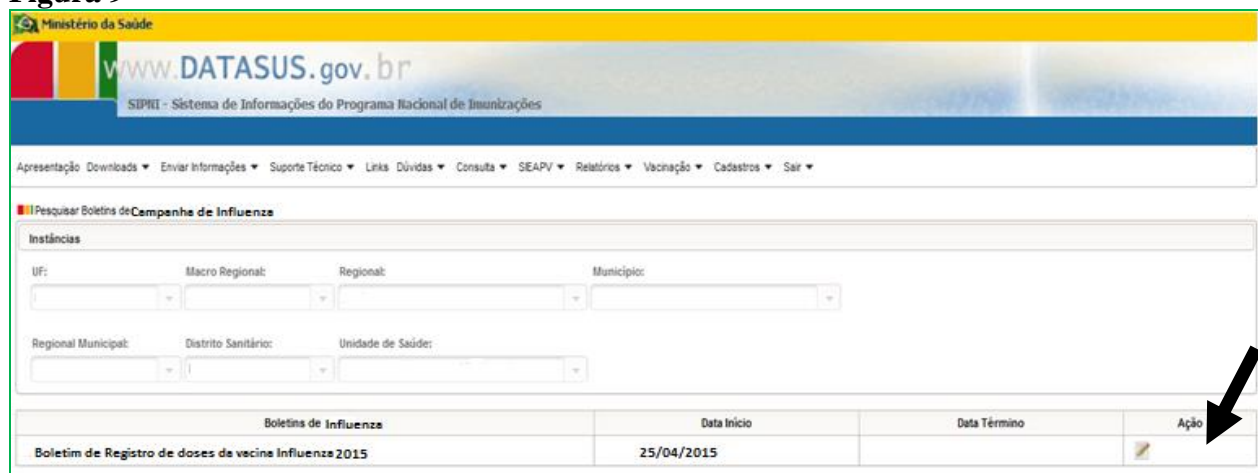 Ministério da Saúde
www.DATASUS.gov.br
SIPNI - Sistema de Informações do Programa Nacional de Imunizações
Apresentação Downloads Enviar Informações Suporte Técnico Links Dúvidas Consulta SIEAPV Relatórios Vacinação Cadastros Sair
Pesquisar Boletins de Campanha de Influenza
Instâncias
UF: Macro Regional: Regional: Município:
Regional Municipal: Distrito Sanitário: Unidade de Saúde:
Boletins de Influenza Data Início Data Término Ação
Boletim de Registro de doses da vacina Influenza 2015 25/04/2015